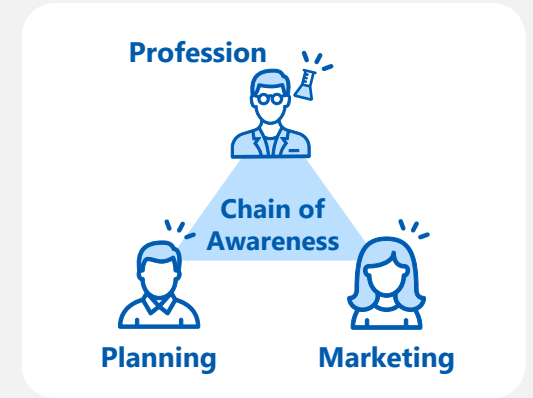 Profession
Chain of
Awareness
Planning
Marketing